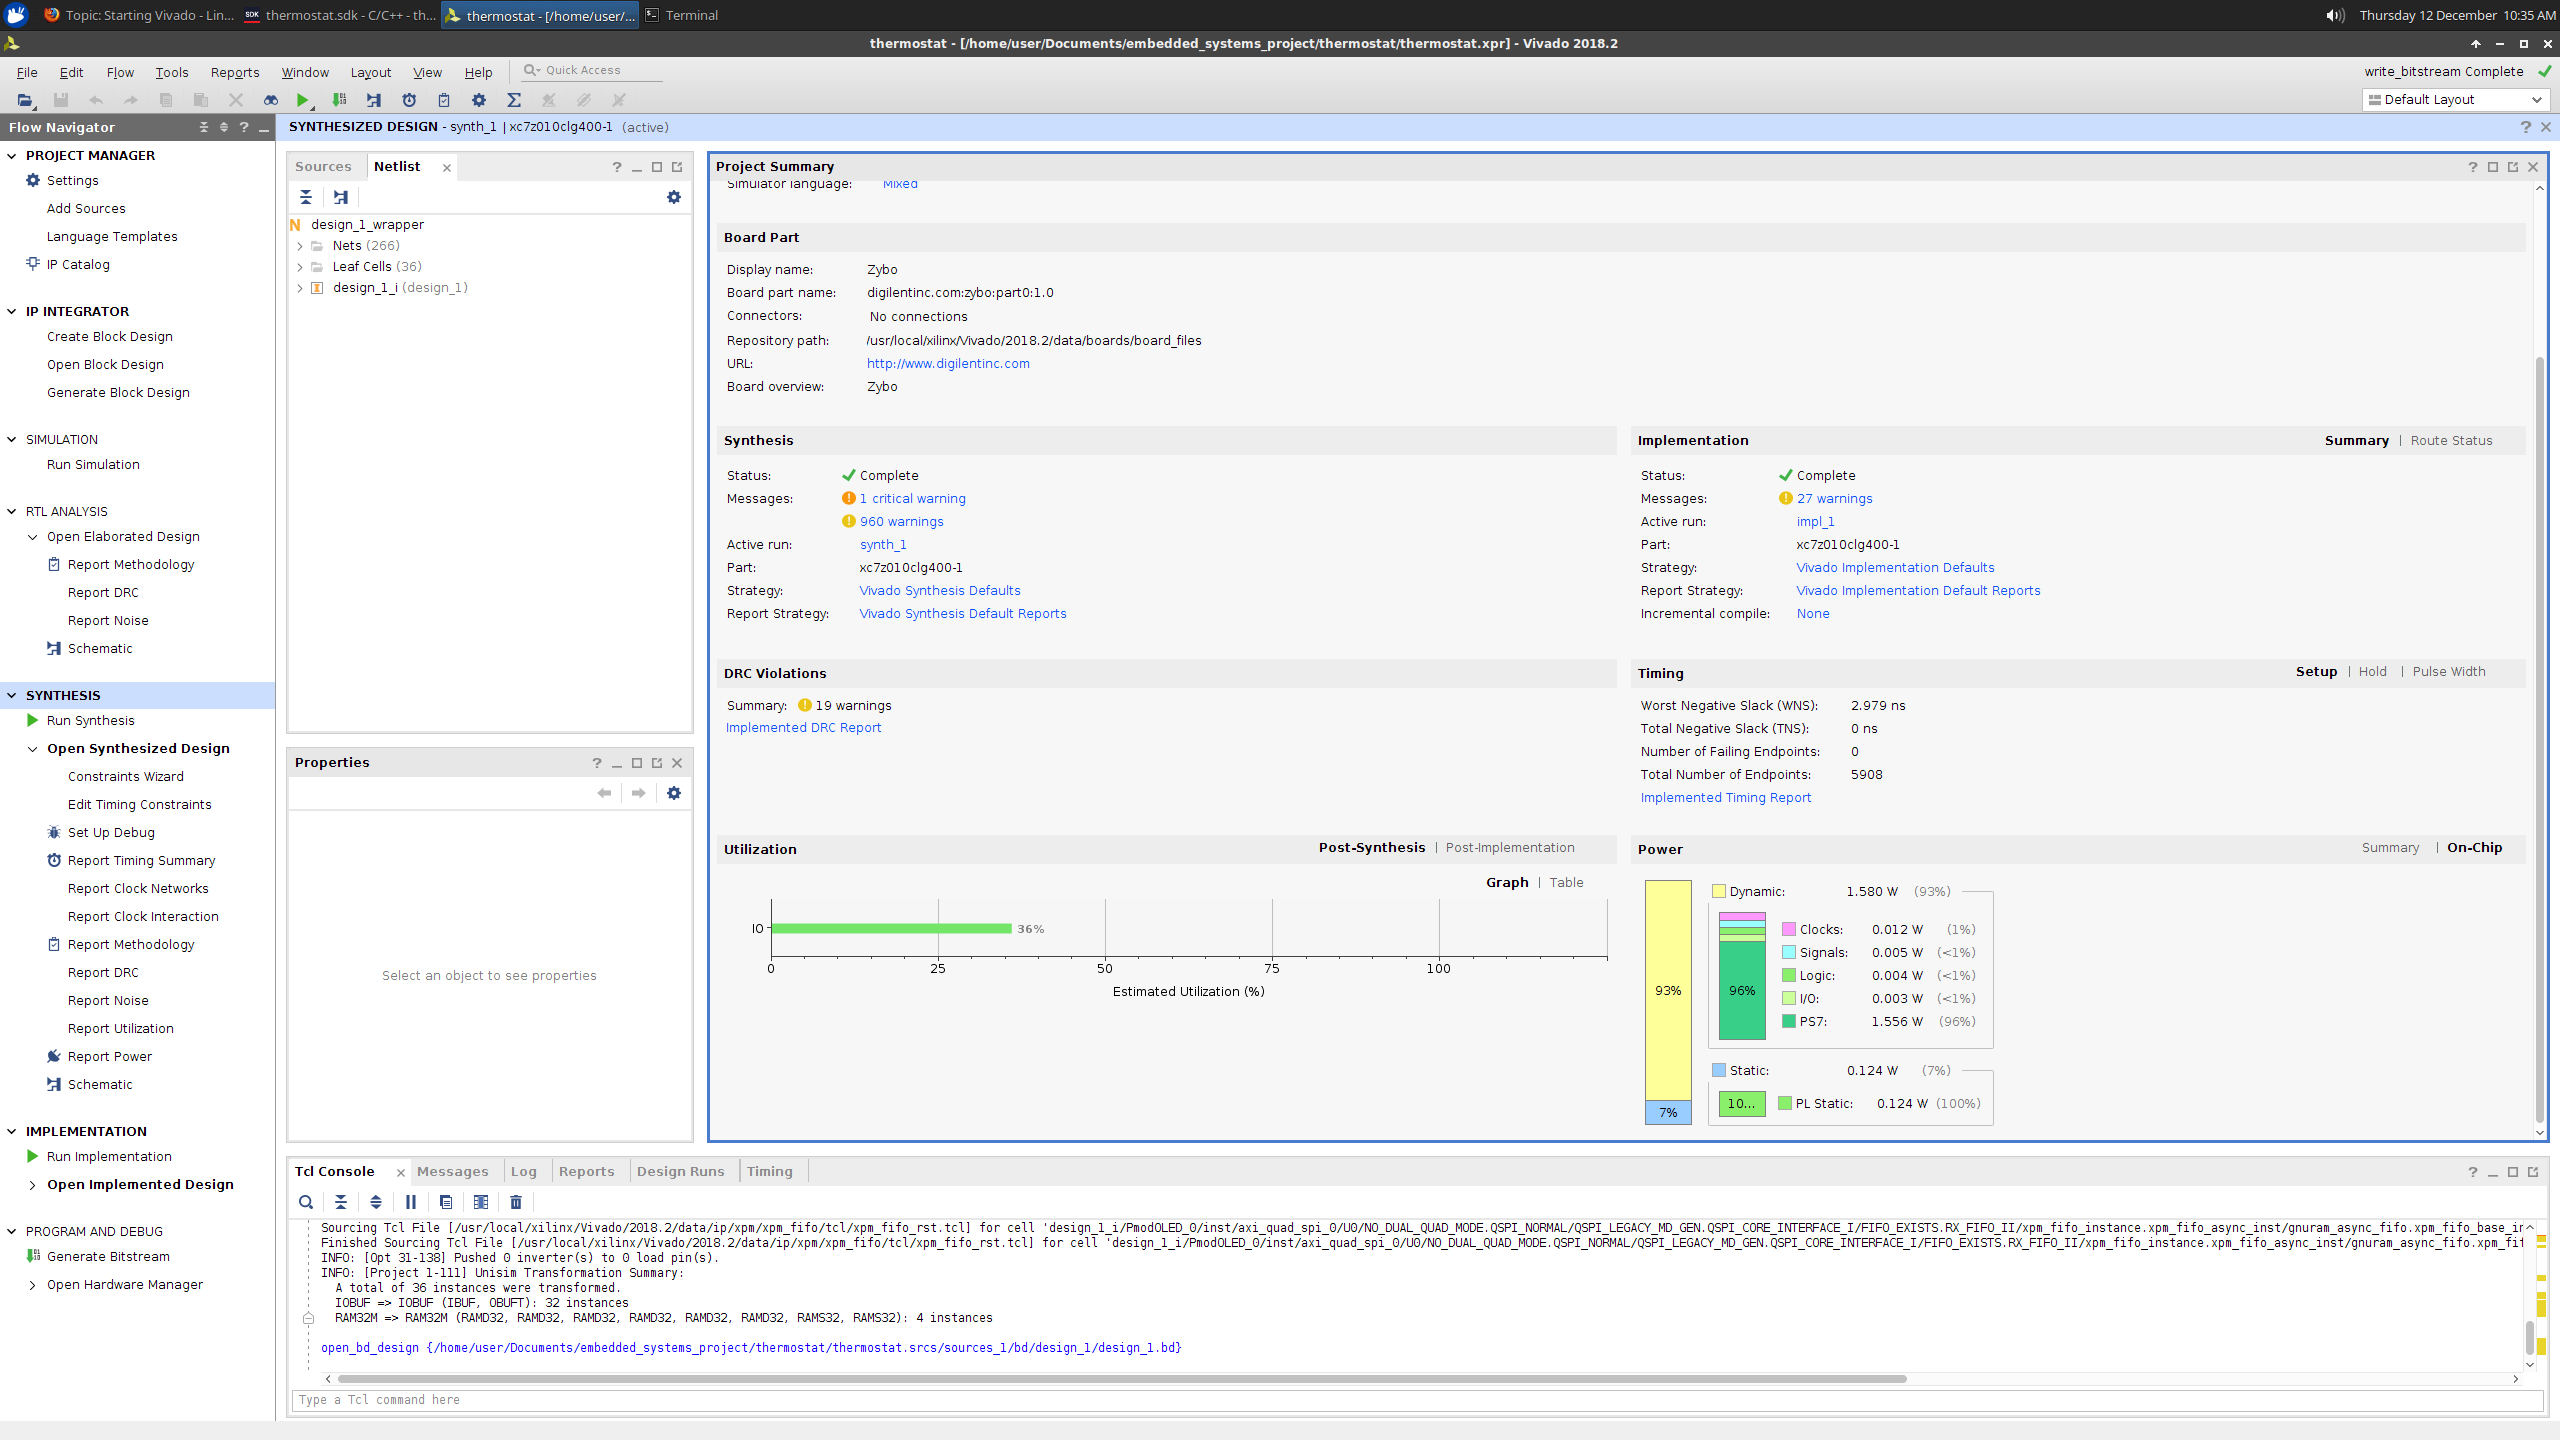 Topic: Starting Vivado - Lin...
SDK thermostat.sdk - C/C++ - th...
thermostat - [/home/user/...
Terminal
Thursday 12 December 10:35 AM
thermostat - [/home/user/Documents/embedded_systems_project/thermostat/thermostat.xpr] - Vivado 2018.2
File Edit Flow Tools Reports Window Layout View Help Quick Access
write_bitstream Complete
Default Layout
Flow Navigator
PROJECT MANAGER
Settings
Add Sources
Language Templates
IP Catalog
IP INTEGRATOR
Create Block Design
Open Block Design
Generate Block Design
SIMULATION
Run Simulation
RTL ANALYSIS
Open Elaborated Design
Report Methodology
Report DRC
Report Noise
Schematic
SYNTHESIS
Run Synthesis
Open Synthesized Design
Constraints Wizard
Edit Timing Constraints
Set Up Debug
Report Timing Summary
Report Clock Networks
Report Clock Interaction
Report Methodology
Report DRC
Report Noise
Report Utilization
Report Power
Schematic
IMPLEMENTATION
Run Implementation
Open Implemented Design
PROGRAM AND DEBUG
Generate Bitstream
Open Hardware Manager
SYNTHESIZED DESIGN - synth_1 | xc7z010clg400-1 (active)
Sources Netlist
design_1_wrapper
Nets (266)
Leaf Cells (36)
design_1_i (design_1)
Properties
Select an object to see properties
Project Summary
Simulator language: Mixed
Board Part
Display name: Zybo
Board part name: digilentinc.com:zybo:part0:1.0
Connectors: No connections
Repository path: /usr/local/xilinx/Vivado/2018.2/data/boards/board_files
URL: http://www.digilentinc.com
Board overview: Zybo
Synthesis
Status: Complete
Messages: 1 critical warning
960 warnings
Active run: synth_1
Part: xc7z010clg400-1
Strategy: Vivado Synthesis Defaults
Report Strategy: Vivado Synthesis Default Reports
Implementation Summary | Route Status
Status: Complete
Messages: 27 warnings
Active run: impl_1
Part: xc7z010clg400-1
Strategy: Vivado Implementation Defaults
Report Strategy: Vivado Implementation Default Reports
Incremental compile: None
DRC Violations
Summary: 19 warnings
Implemented DRC Report
Timing Setup | Hold | Pulse Width
Worst Negative Slack (WNS): 2.979 ns
Total Negative Slack (TNS): 0 ns
Number of Failing Endpoints: 0
Total Number of Endpoints: 5908
Implemented Timing Report
Utilization Post-Synthesis | Post-Implementation
Graph | Table
IO 36%
0 25 50 75 100
Estimated Utilization (%)
Power Summary | On-Chip
93%
7%
Dynamic: 1.580 W (93%)
96%
Clocks: 0.012 W (1%)
Signals: 0.005 W (<1%)
Logic: 0.004 W (<1%)
I/O: 0.003 W (<1%)
PS7: 1.556 W (96%)
Static: 0.124 W (7%)
10... PL Static: 0.124 W (100%)
Tcl Console Messages Log Reports Design Runs Timing
Sourcing Tcl File [/usr/local/xilinx/Vivado/2018.2/data/ip/xpm/xpm_fifo/tcl/xpm_fifo_rst.tcl] for cell 'design_1_i/PmodOLED_0/inst/axi_quad_spi_0/U0/NO_DUAL_QUAD_MODE.QSPI_NORMAL/QSPI_LEGACY_MD_GEN.QSPI_CORE_INTERFACE_I/FIFO_EXISTS.RX_FIFO_II/xpm_fifo_instance.xpm_fifo_async_inst/gnuram_async_fifo.xpm_fifo_base_in
Finished Sourcing Tcl File [/usr/local/xilinx/Vivado/2018.2/data/ip/xpm/xpm_fifo/tcl/xpm_fifo_rst.tcl] for cell 'design_1_i/PmodOLED_0/inst/axi_quad_spi_0/U0/NO_DUAL_QUAD_MODE.QSPI_NORMAL/QSPI_LEGACY_MD_GEN.QSPI_CORE_INTERFACE_I/FIFO_EXISTS.RX_FIFO_II/xpm_fifo_instance.xpm_fifo_async_inst/gnuram_async_fifo.xpm_fif
INFO: [Opt 31-138] Pushed 0 inverter(s) to 0 load pin(s).
INFO: [Project 1-111] Unisim Transformation Summary:
A total of 36 instances were transformed.
IOBUF => IOBUF (IBUF, OBUFT): 32 instances
RAM32M => RAM32M (RAMD32, RAMD32, RAMD32, RAMD32, RAMD32, RAMD32, RAMS32, RAMS32): 4 instances
open_bd_design {/home/user/Documents/embedded_systems_project/thermostat/thermostat.srcs/sources_1/bd/design_1/design_1.bd}
Type a Tcl command here